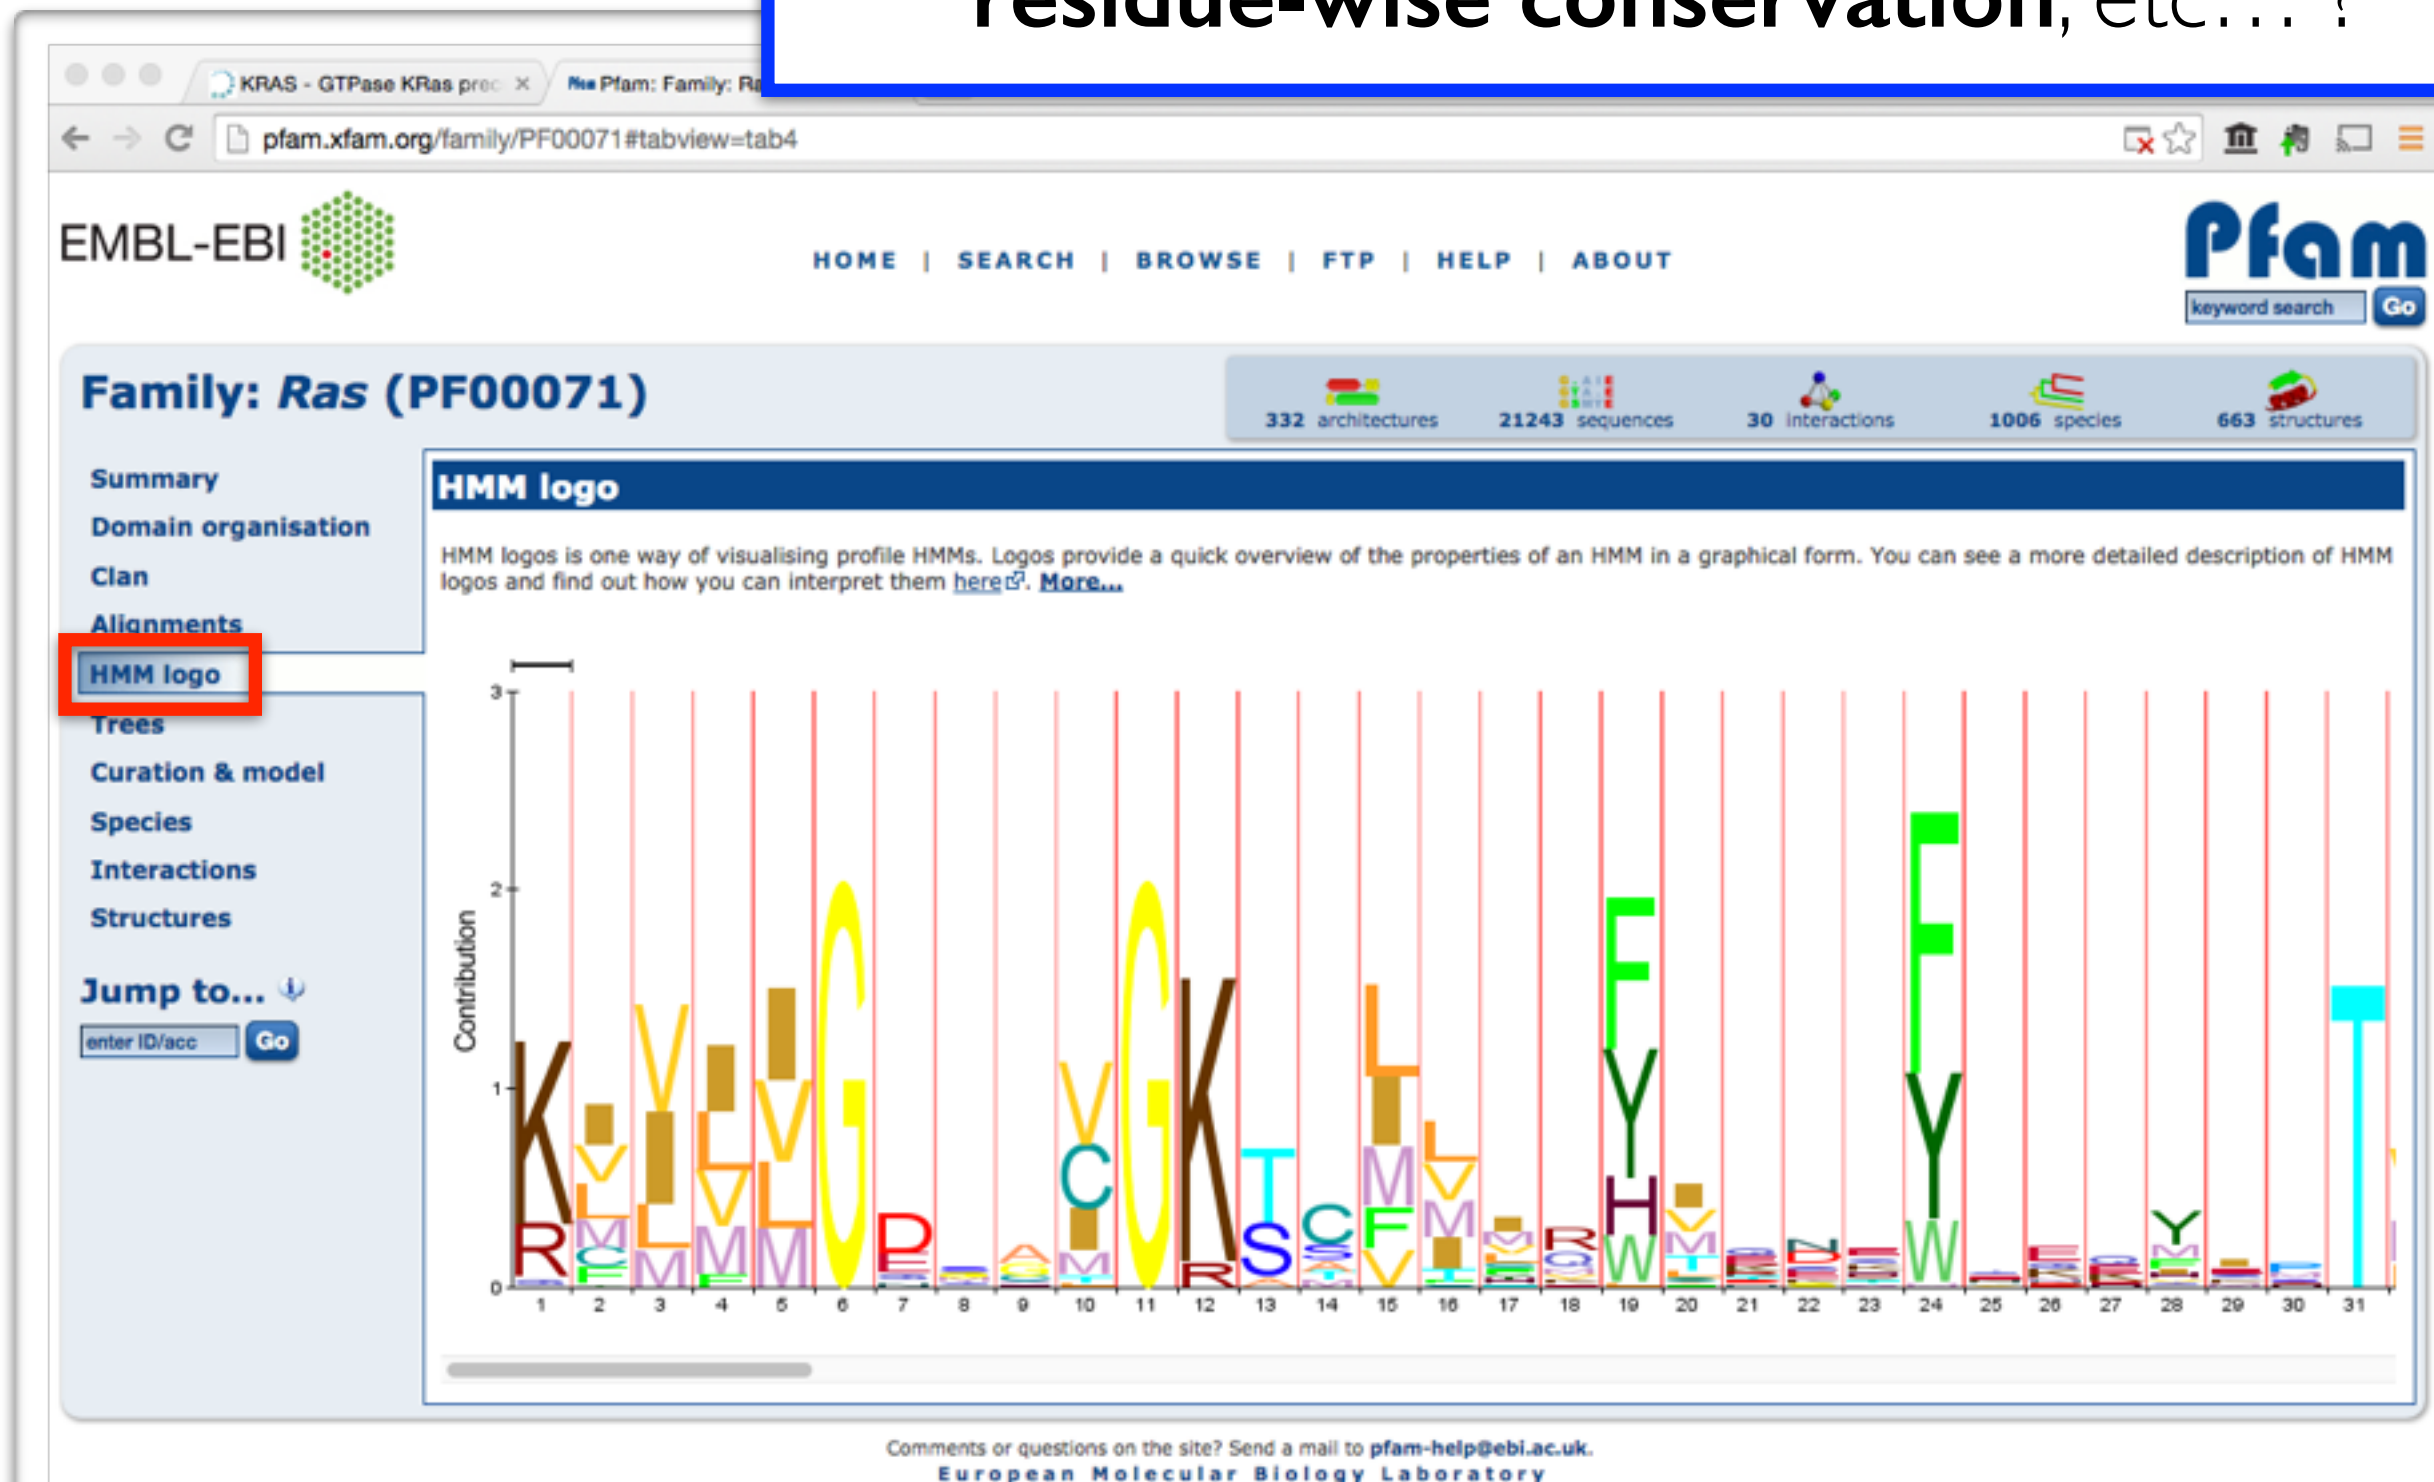 residue-wise conservation, etc... ?
KRAS - GTPase KRas prec
Pfam: Family: Ra
pfam.xfam.org/family/PF00071#tabview=tab4
EMBL-EBI
HOME | SEARCH | BROWSE | FTP | HELP | ABOUT
Pfam
keyword search Go
Family: Ras (PF00071)
332 architectures 21243 sequences 30 interactions 1006 species 663 structures
Summary
Domain organisation
Clan
Alignments
HMM logo
Trees
Curation & model
Species
Interactions
Structures
Jump to...
enter ID/acc Go
HMM logo
HMM logos is one way of visualising profile HMMs. Logos provide a quick overview of the properties of an HMM in a graphical form. You can see a more detailed description of HMM
logos and find out how you can interpret them here. More...
Contribution
3
2
1
0
K I V I I G D V G K T L L F I F Y T
R V I L V E A C R S C I V M R Y V N H W
L L V L G I S M M Q H M
M M M M M F W
1 2 3 4 5 6 7 8 9 10 11 12 13 14 15 16 17 18 19 20 21 22 23 24 25 26 27 28 29 30 31
Comments or questions on the site? Send a mail to pfam-help@ebi.ac.uk.
European Molecular Biology Laboratory